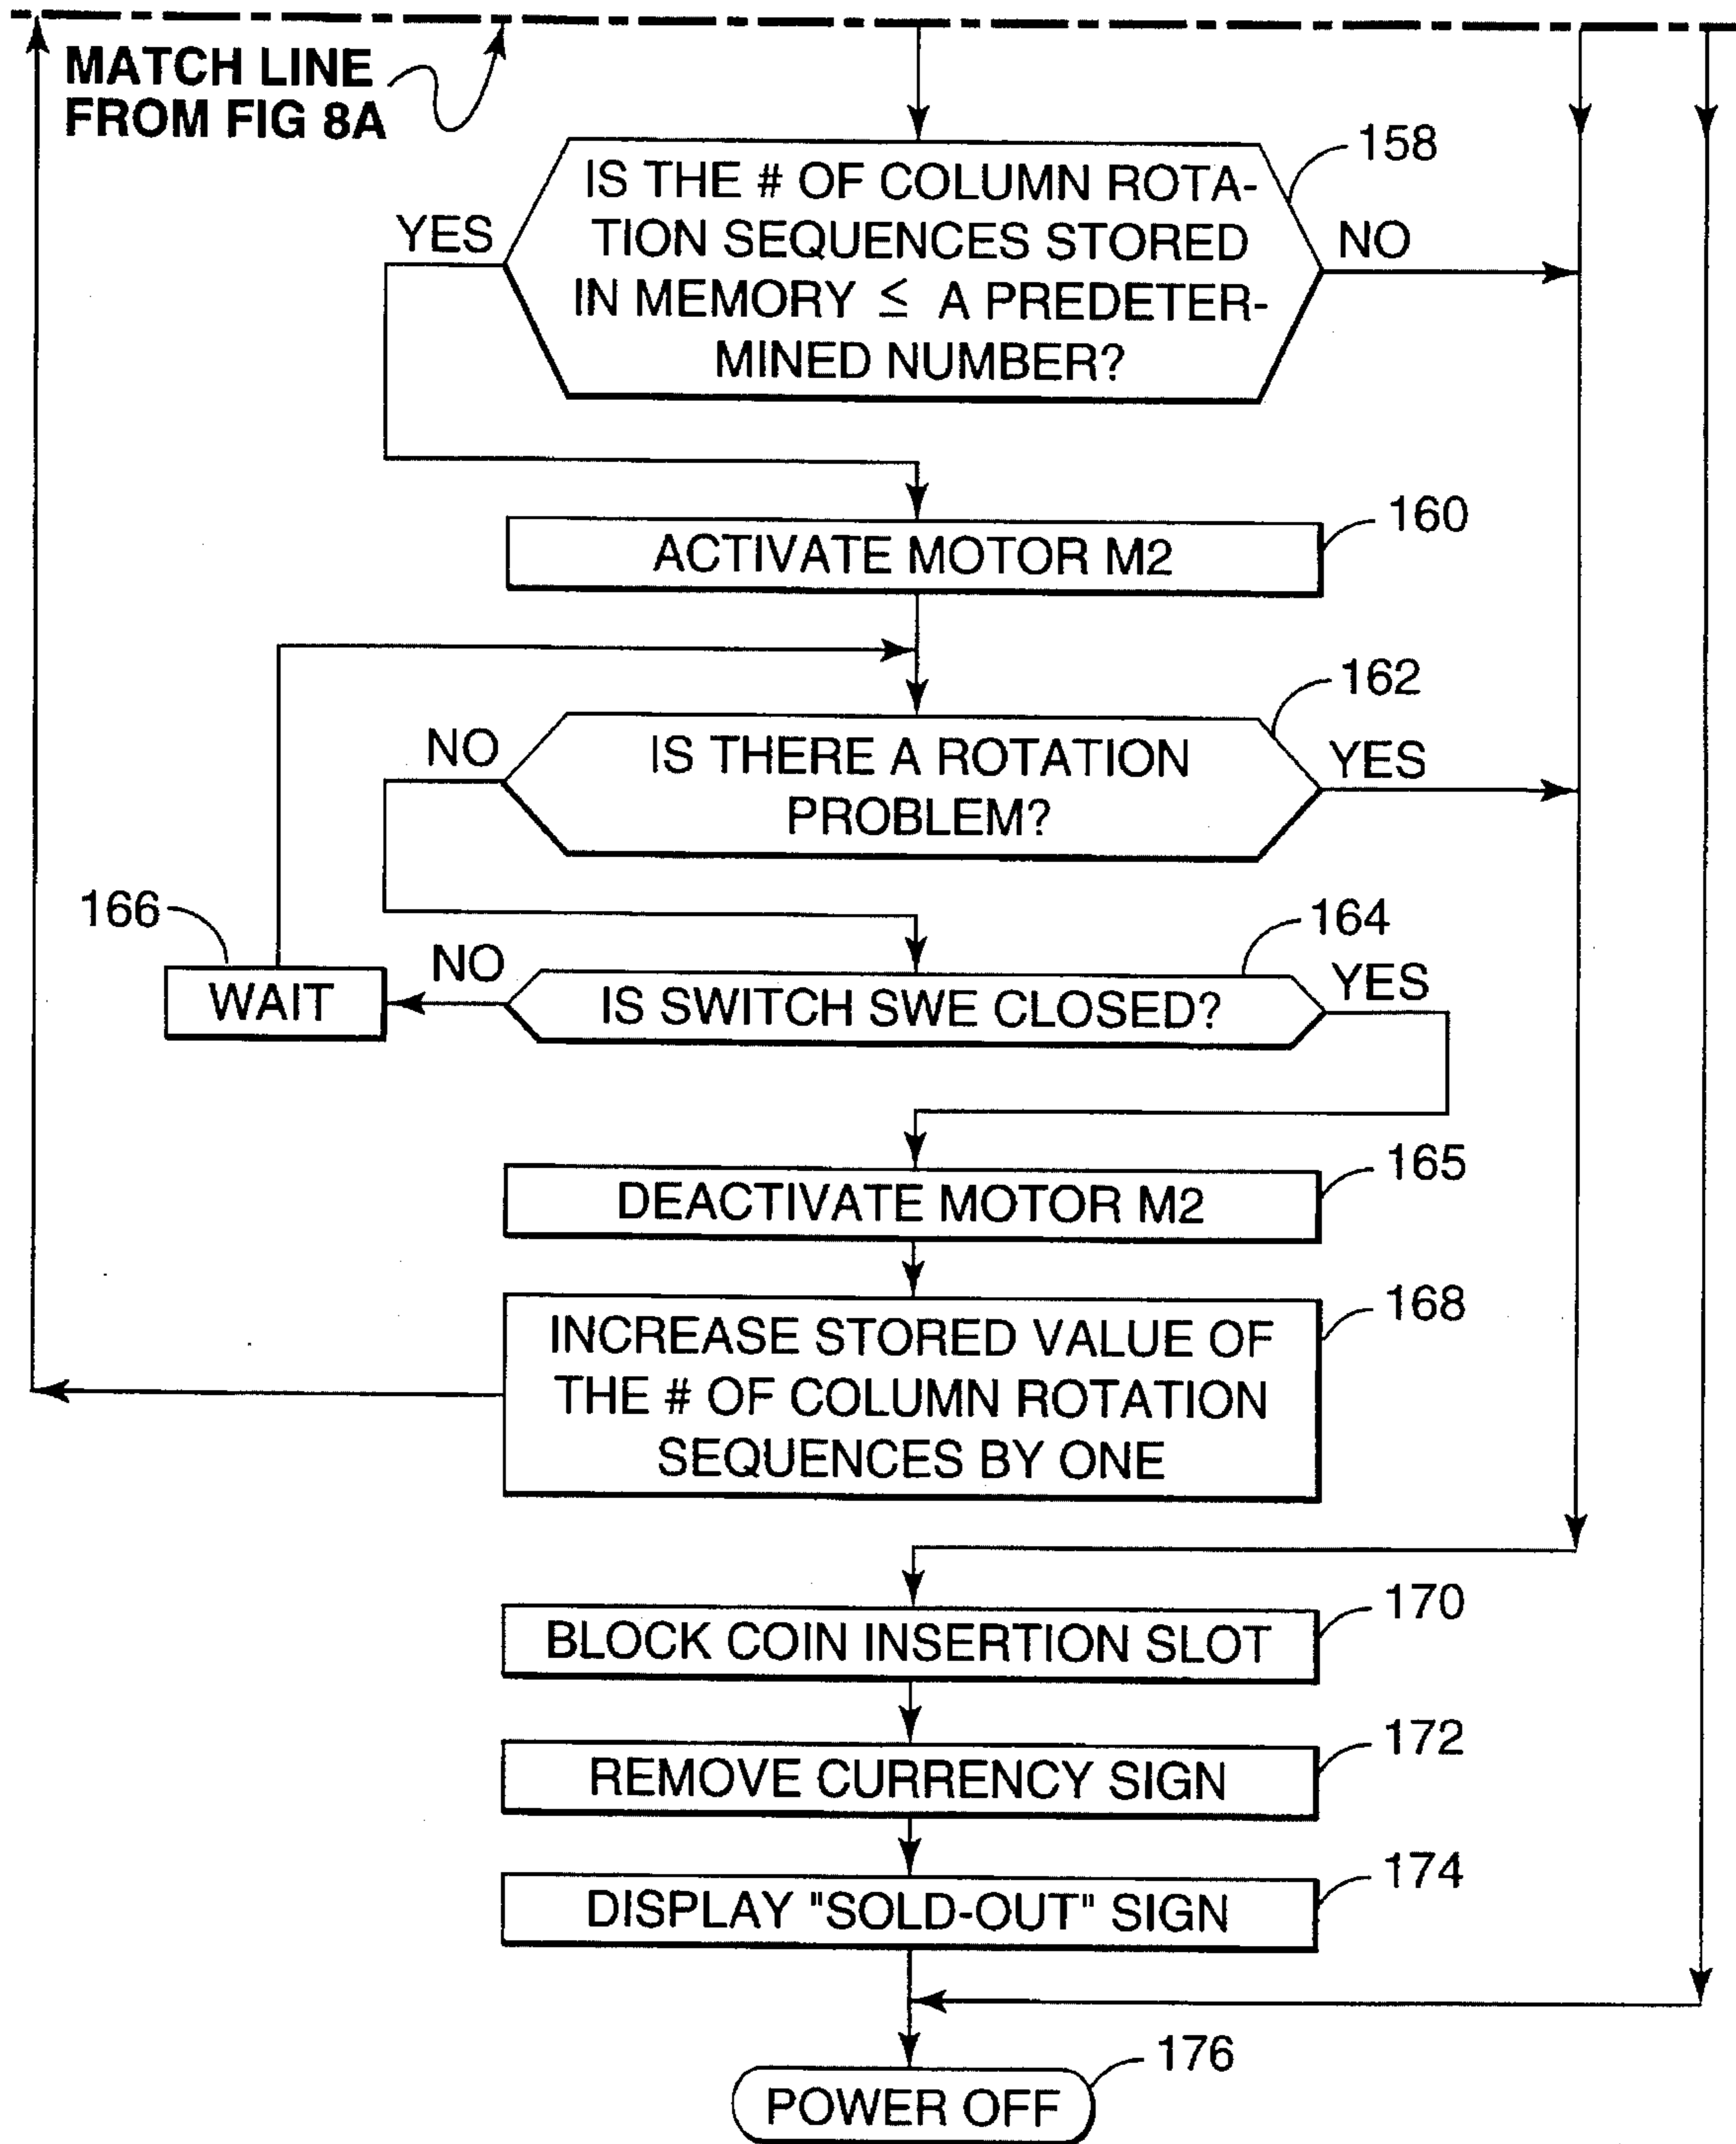 MATCH LINE
FROM FIG 8A
158
IS THE # OF COLUMN ROTA-
TION SEQUENCES STORED
IN MEMORY ≤ A PREDETER-
MINED NUMBER?
YES
NO
160
ACTIVATE MOTOR M2
162
NO
IS THERE A ROTATION
PROBLEM?
YES
166
WAIT
NO
164
IS SWITCH SWE CLOSED?
YES
165
DEACTIVATE MOTOR M2
168
INCREASE STORED VALUE OF
THE # OF COLUMN ROTATION
SEQUENCES BY ONE
170
BLOCK COIN INSERTION SLOT
172
REMOVE CURRENCY SIGN
174
DISPLAY "SOLD-OUT" SIGN
176
POWER OFF